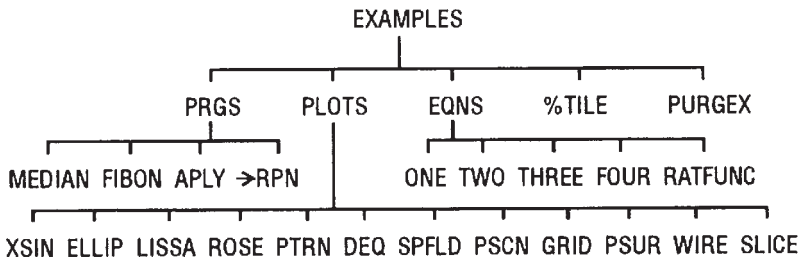 EXAMPLES
PRGS PLOTS EQNS %TILE PURGEX
MEDIAN FIBON APLY →RPN ONE TWO THREE FOUR RATFUNC
XSIN ELLIP LISSA ROSE PTRN DEQ SPFLD PSCN GRID PSUR WIRE SLICE